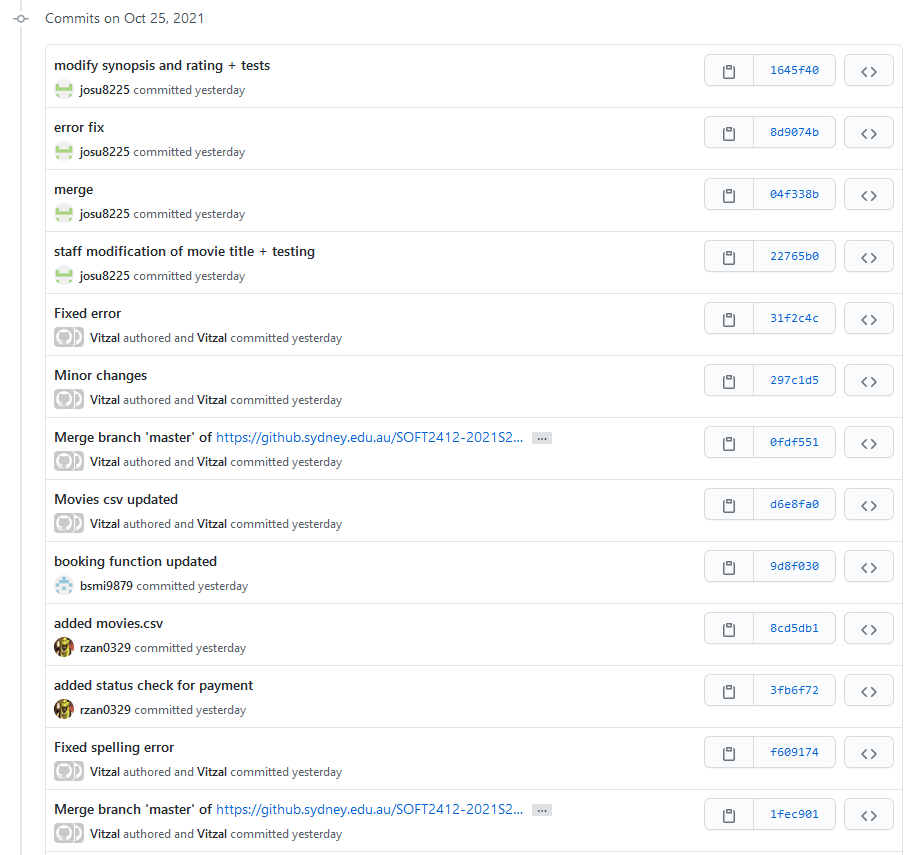 Commits on Oct 25, 2021
modify synopsis and rating + tests
1645f40
josu8225 committed yesterday
error fix
8d9074b
josu8225 committed yesterday
merge
04f338b
josu8225 committed yesterday
staff modification of movie title + testing
22765b0
josu8225 committed yesterday
Fixed error
31f2c4c
Vitzal authored and Vitzal committed yesterday
Minor changes
297c1d5
Vitzal authored and Vitzal committed yesterday
Merge branch 'master' of https://github.sydney.edu.au/SOFT2412-2021S2... ...
0fdf551
Vitzal authored and Vitzal committed yesterday
Movies csv updated
d6e8fa0
Vitzal authored and Vitzal committed yesterday
booking function updated
9d8f030
bsmi9879 committed yesterday
added movies.csv
8cd5db1
rzan0329 committed yesterday
added status check for payment
3fb6f72
rzan0329 committed yesterday
Fixed spelling error
f609174
Vitzal authored and Vitzal committed yesterday
Merge branch 'master' of https://github.sydney.edu.au/SOFT2412-2021S2... ...
1fec901
Vitzal authored and Vitzal committed yesterday